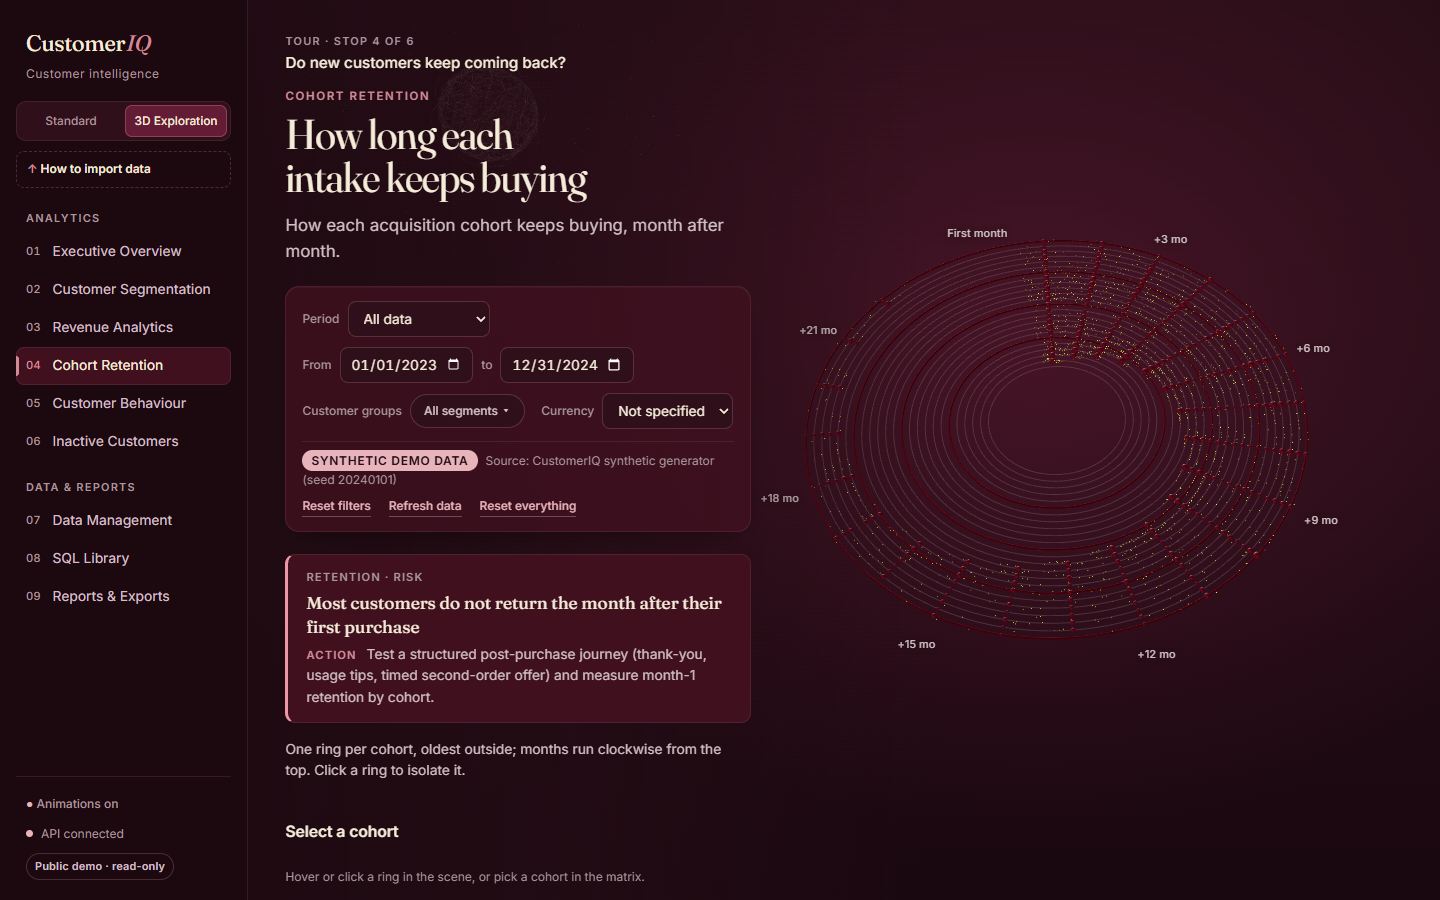 CustomerIQ
Customer intelligence
Standard
3D Exploration
↑ How to import data
ANALYTICS
01 Executive Overview
02 Customer Segmentation
03 Revenue Analytics
04 Cohort Retention
05 Customer Behaviour
06 Inactive Customers
DATA & REPORTS
07 Data Management
08 SQL Library
09 Reports & Exports
Animations on
API connected
Public demo · read-only
TOUR · STOP 4 OF 6
Do new customers keep coming back?
COHORT RETENTION
How long each
intake keeps buying
How each acquisition cohort keeps buying, month after
month.
Period All data
From 01/01/2023 to 12/31/2024
Customer groups All segments Currency Not specified
SYNTHETIC DEMO DATA Source: CustomerIQ synthetic generator
(seed 20240101)
Reset filters Refresh data Reset everything
RETENTION · RISK
Most customers do not return the month after their
first purchase
ACTION Test a structured post-purchase journey (thank-you,
usage tips, timed second-order offer) and measure month-1
retention by cohort.
One ring per cohort, oldest outside; months run clockwise from the
top. Click a ring to isolate it.
Select a cohort
Hover or click a ring in the scene, or pick a cohort in the matrix.
First month
+3 mo
+6 mo
+9 mo
+12 mo
+15 mo
+18 mo
+21 mo